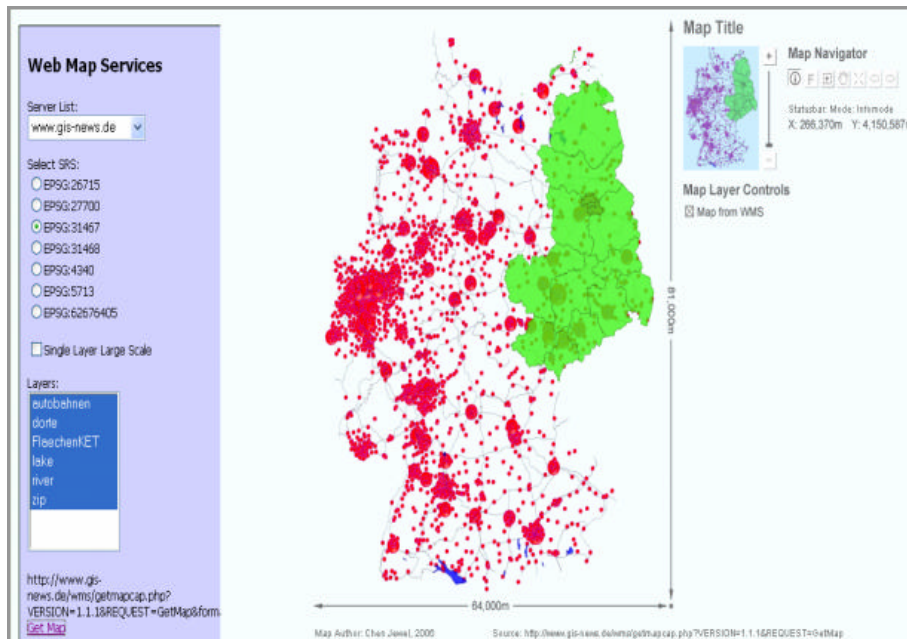 Web Map Services
Server List:
www.gis-news.de
Select SRS:
EPSG:26715
EPSG:27700
EPSG:31467
EPSG:31468
EPSG:4340
EPSG:5713
EPSG:62676405
Single Layer Large Scale
Layers:
autobahnen
dorte
FlaechenKET
lake
river
zip
http://www.gis-
news.de/wms/getmapcap.php?
VERSION=1.1.1&REQUEST=GetMap&forma
Get Map
81,000m
64,000m
Map Author: Chen Jewel, 2006
Source: http://www.gis-news.de/wms/getmapcap.php?VERSION=1.1.1&REQUEST=GetMap
Map Title
Map Navigator
Statusbar: Mode: Infomode
X: 266,370m Y: 4,150,587m
Map Layer Controls
Map from WMS